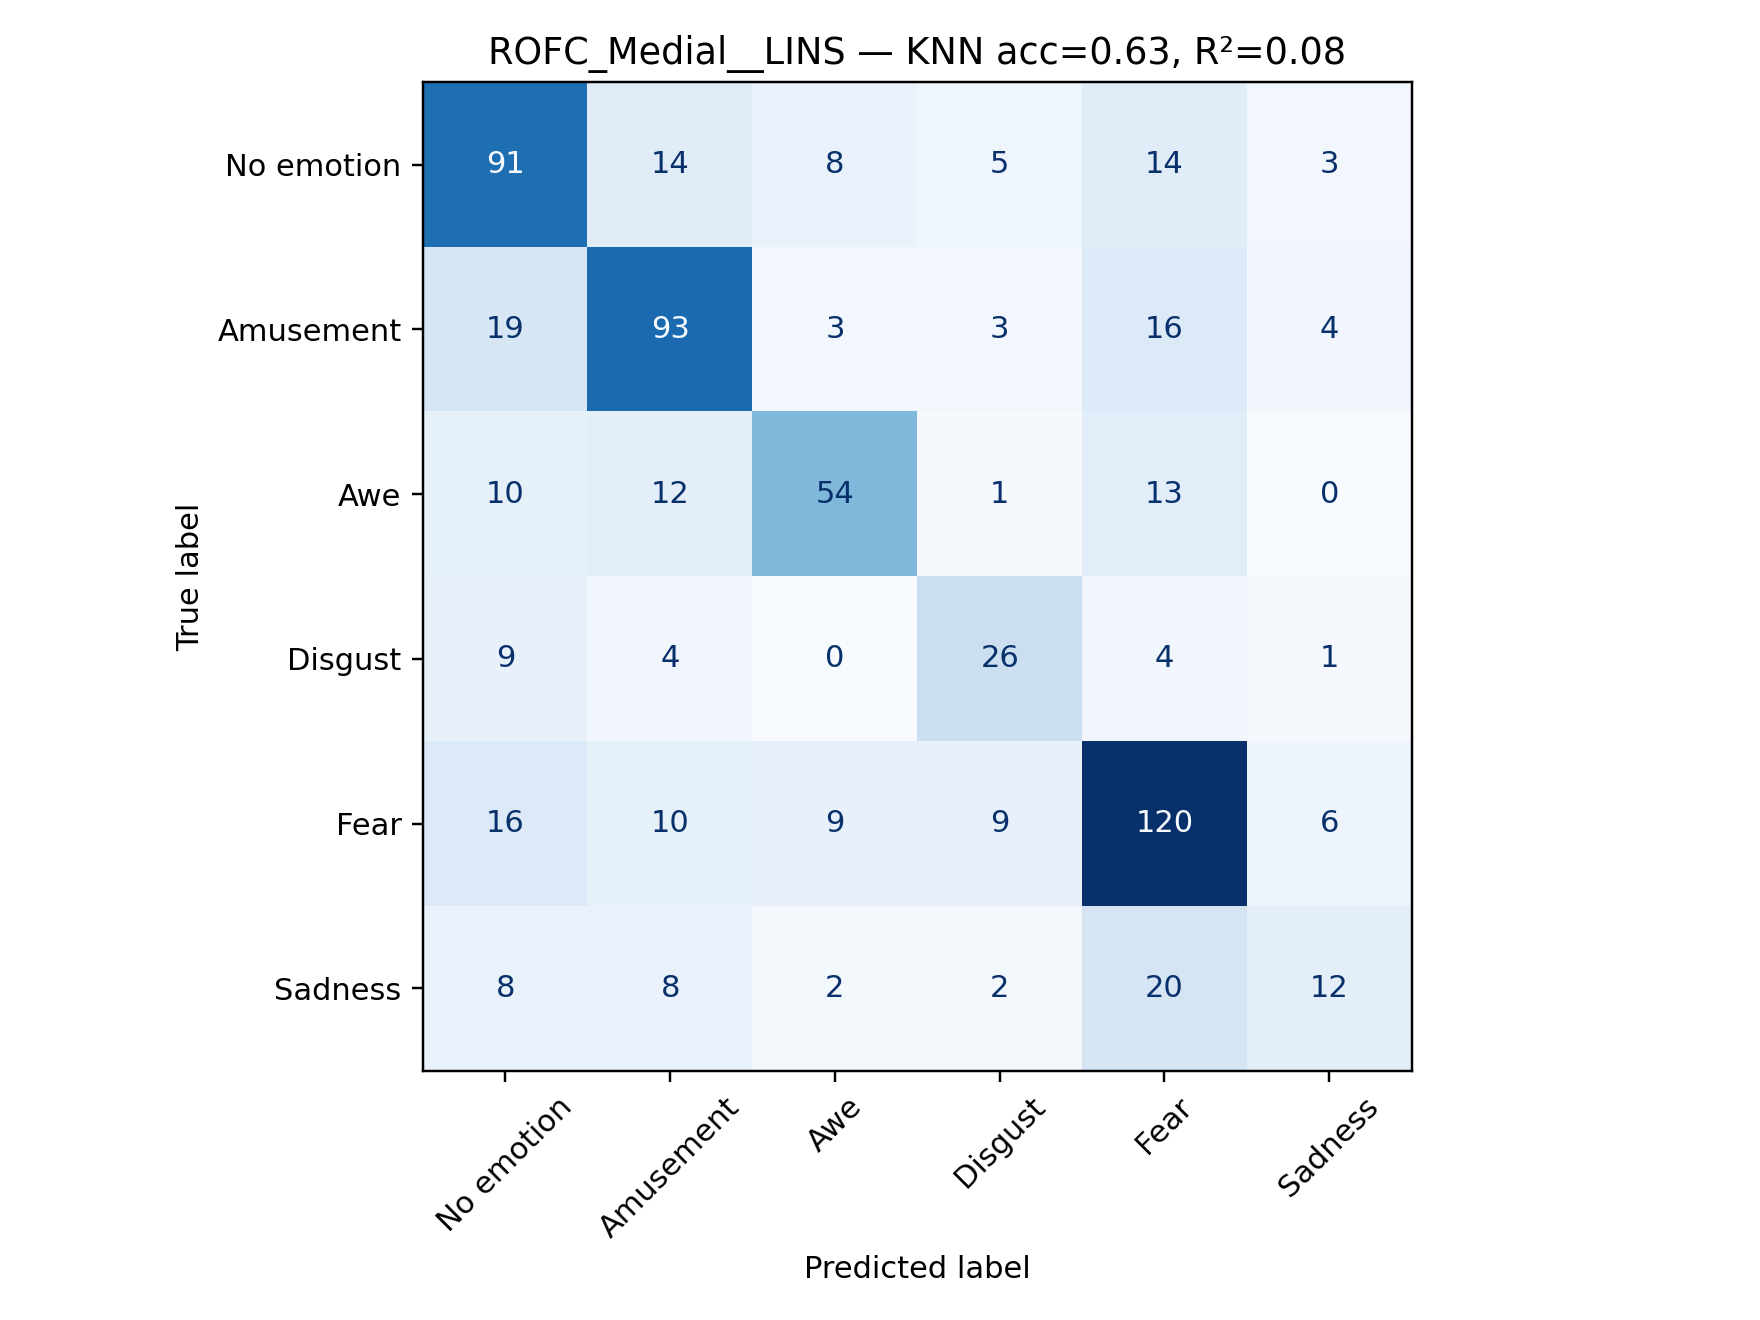 ROFC_Medial__LINS — KNN acc=0.63, R²=0.08
No emotion 91 14 8 5 14 3
Amusement 19 93 3 3 16 4
Awe 10 12 54 1 13 0
Disgust 9 4 0 26 4 1
Fear 16 10 9 9 120 6
Sadness 8 8 2 2 20 12
True label
No emotion Amusement Awe Disgust Fear Sadness
Predicted label